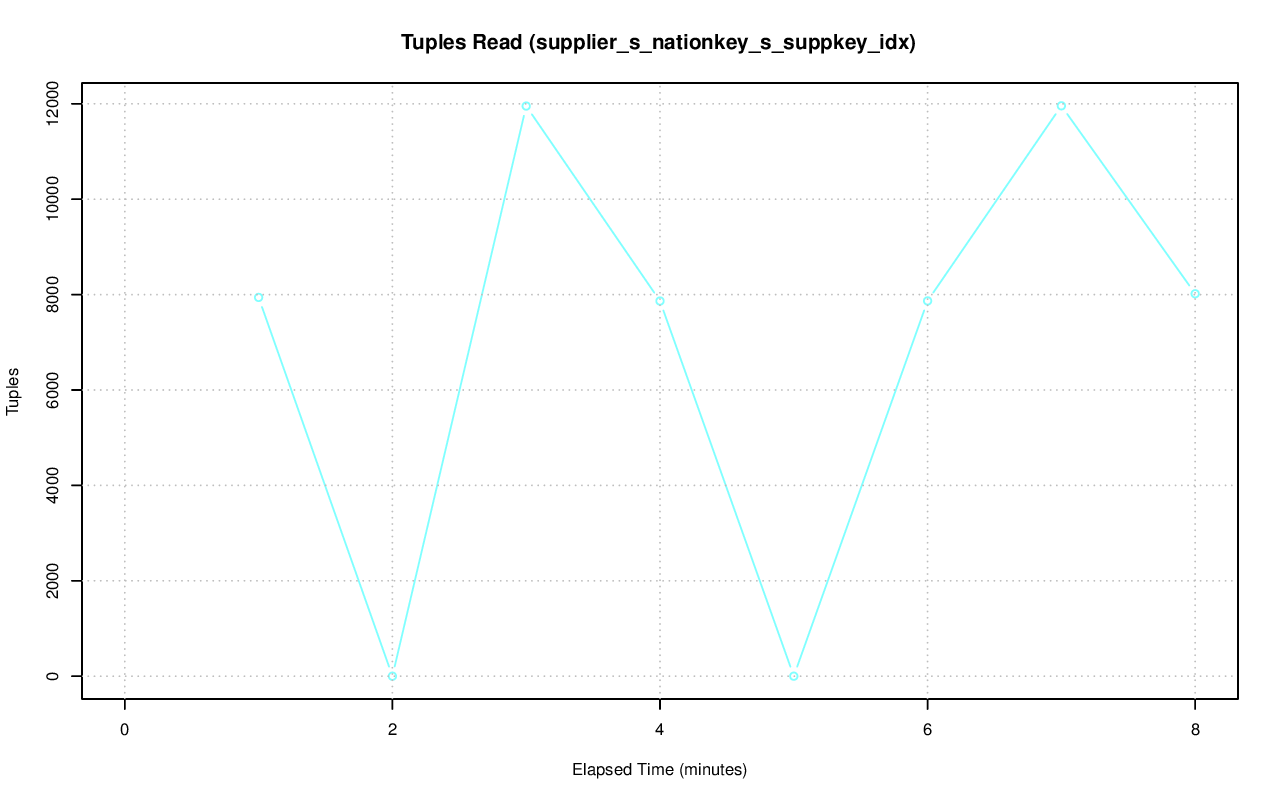 Tuples Read (supplier_s_nationkey_s_suppkey_idx)
12000
10000
8000
6000
4000
2000
0
Tuples
0 2 4 6 8
Elapsed Time (minutes)